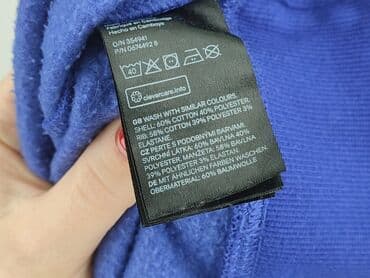 Fabriqué en Cambodge
Hecho en Camboya
O/N 354941
P/N 0676492 8
40
clevercare.info
GB WASH WITH SIMILAR COLOURS.
SHELL: 60% COTTON 40% POLYESTER.
RIB: 58% COTTON 39% POLYESTER 3%
ELASTANE.
CZ PERTE S PODOBNÝMI BARVAMI.
SVRCHNÍ LÁTKA: 60% BAVLNA 40%
POLYESTER, MANŽETA: 58% BAVLNA
39% POLYESTER 3% ELASTAN.
DE MIT ÄHNLICHEN FARBEN WASCHEN.
OBERMATERIAL: 60% BAUMWOLLE